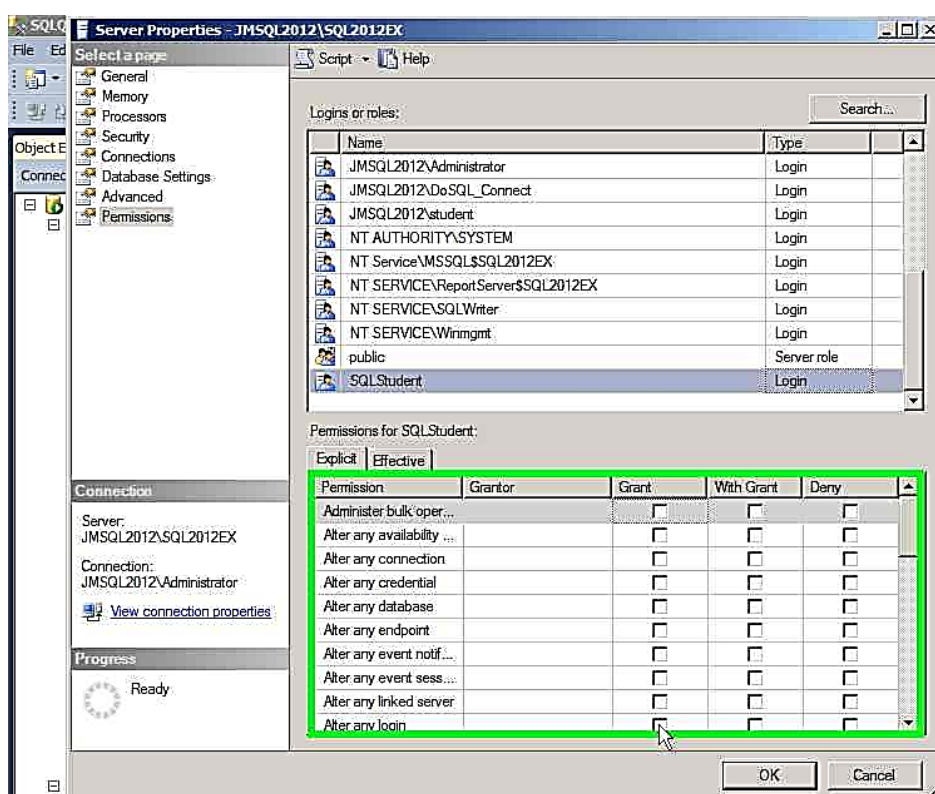 SQLQ
Server Properties - JMSQL2012\SQL2012EX
File Ed
Select a page
Script Help
General
Memory
Processors
Security
Connections
Database Settings
Advanced
Permissions
Object E
Connec
Logins or roles:
Search...
Name Type
JMSQL2012\Administrator Login
JMSQL2012\DoSQL_Connect Login
JMSQL2012\student Login
NT AUTHORITY\SYSTEM Login
NT Service\MSSQL$SQL2012EX Login
NT SERVICE\ReportServer$SQL2012EX Login
NT SERVICE\SQLWriter Login
NT SERVICE\Winmgmt Login
public Server role
SQLStudent Login
Permissions for SQLStudent:
Explicit Effective
Permission Grantor Grant With Grant Deny
Administer bulk oper...
Alter any availability ...
Alter any connection
Alter any credential
Alter any database
Alter any endpoint
Alter any event notif...
Alter any event sess...
Alter any linked server
Alter any login
Connection
Server:
JMSQL2012\SQL2012EX
Connection:
JMSQL2012\Administrator
View connection properties
Progress
Ready
OK Cancel